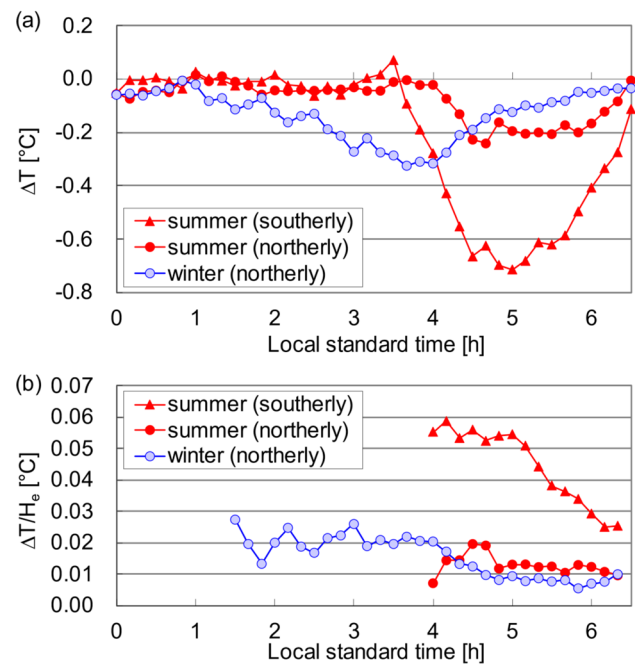 (a)
0.2
0.0
-0.2
-0.4
-0.6
-0.8
ΔT [°C]
summer (southerly)
summer (northerly)
winter (northerly)
0 1 2 3 4 5 6
Local standard time [h]
(b)
0.07
0.06
0.05
0.04
0.03
0.02
0.01
0.00
ΔT/He [°C]
summer (southerly)
summer (northerly)
winter (northerly)
0 1 2 3 4 5 6
Local standard time [h]